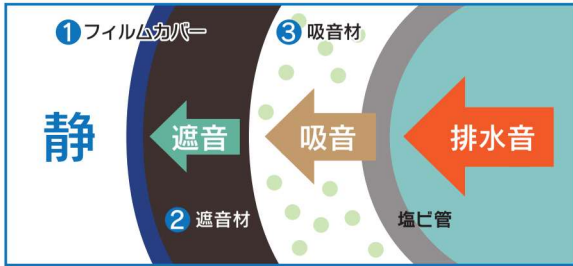 ❶フィルムカバー
❸吸音材
静
遮音
吸音
排水音
❷遮音材
塩ビ管